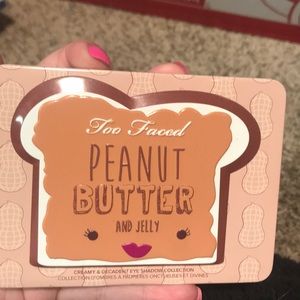 Too Faced
PEANUT
BUTTER
AND JELLY
CREAMY & DECADENT EYE SHADOW COLLECTION
COLLECTION D'OMBRES À PAUPIÈRES ONCTUEUSES ET DIVINES